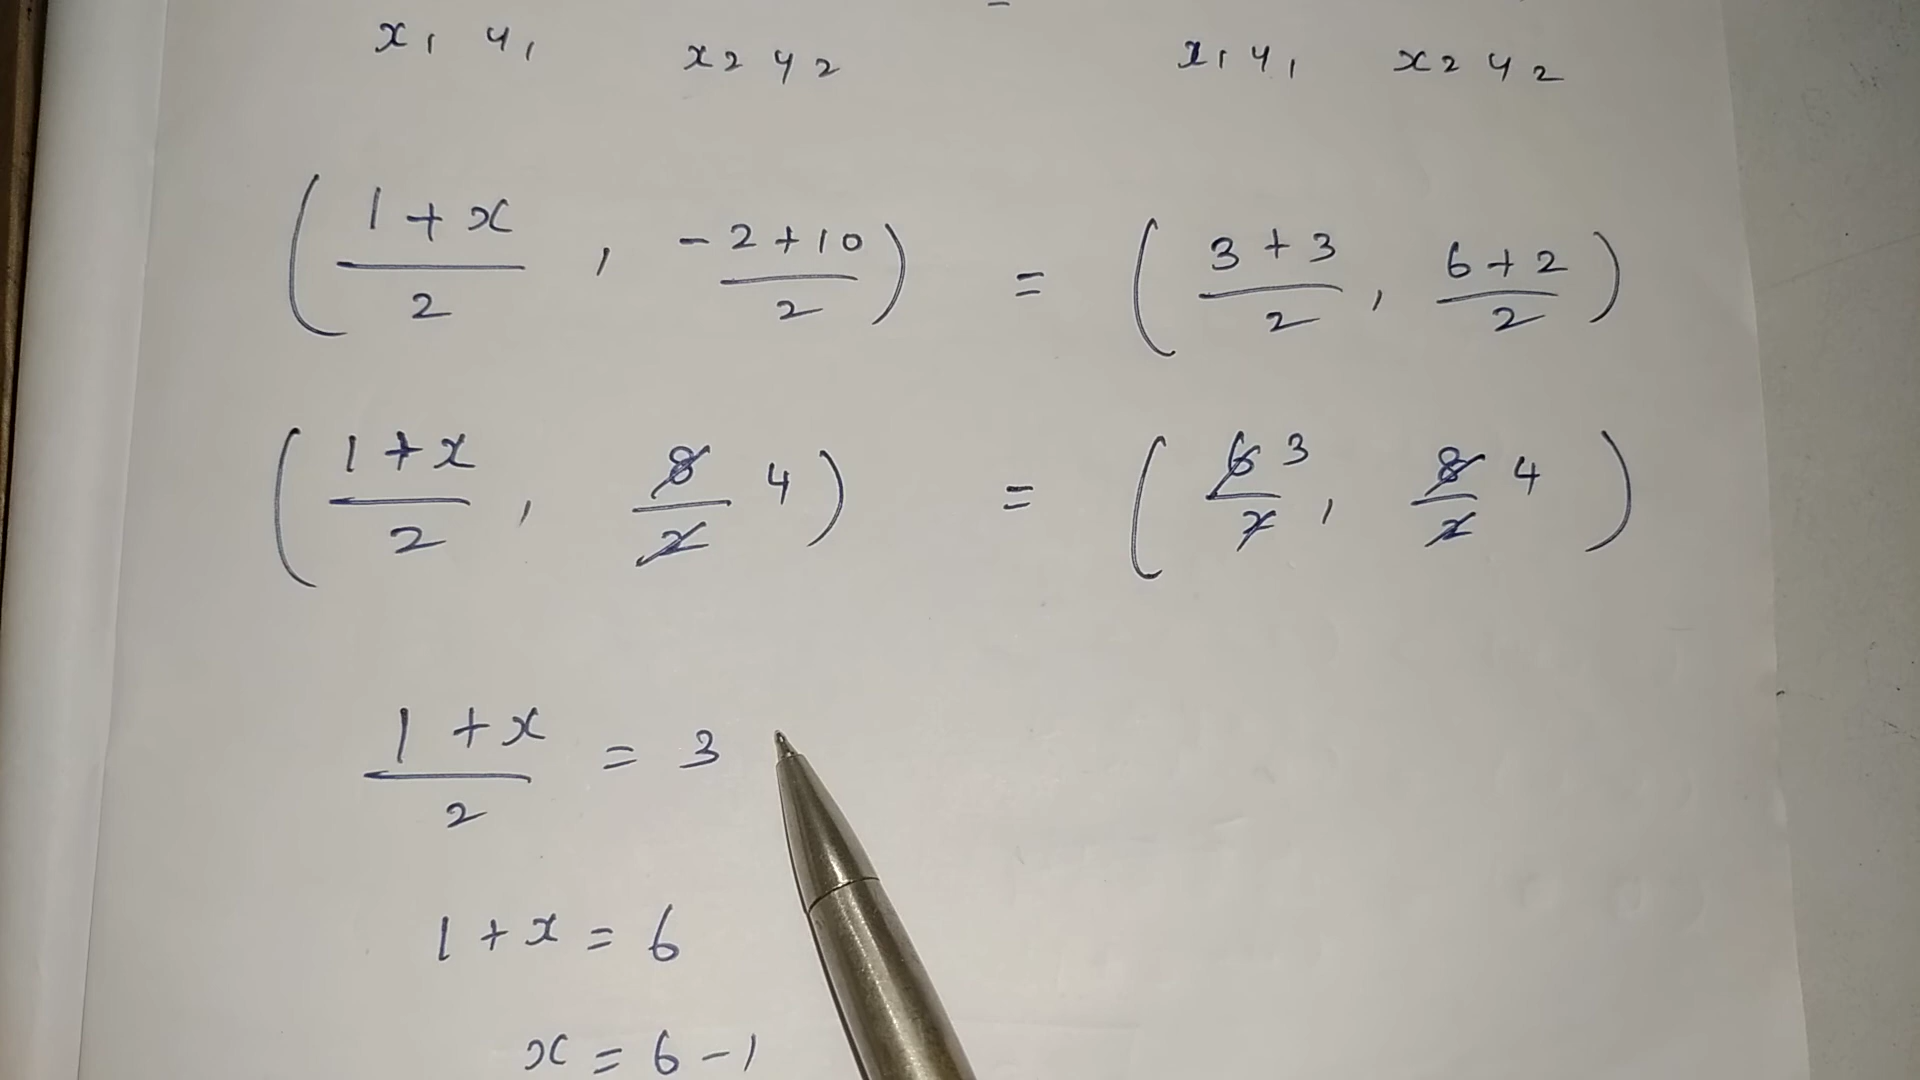 x1 y1 x2 y2 x1 y1 x2 y2
( 1+x / 2 , -2+10 / 2 ) = ( 3+3 / 2 , 6+2 / 2 )
( 1+x / 2 , 8 / 2 4 ) = ( 6 / 2 3 , 8 / 2 4 )
1+x / 2 = 3
1+x = 6
x = 6-1